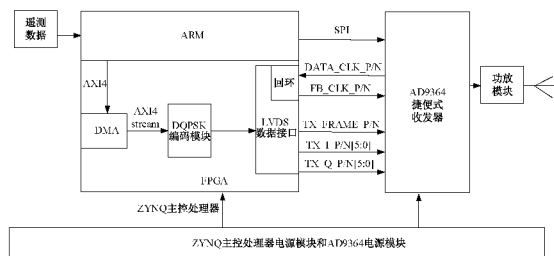 遥测
数据
ARM
SPI
DATA_CLK_P/N
回环
FB_CLK_P/N
AXI4
AXI4
stream
DMA
DQPSK
编码模块
LVDS
数据接口
TX_FRAME_P/N
TX_I_P/N[5:0]
TX_Q_P/N[5:0]
AD9364
捷便式
收发器
功放
模块
FPGA
ZYNQ主控处理器
ZYNQ主控处理器电源模块和AD9364电源模块